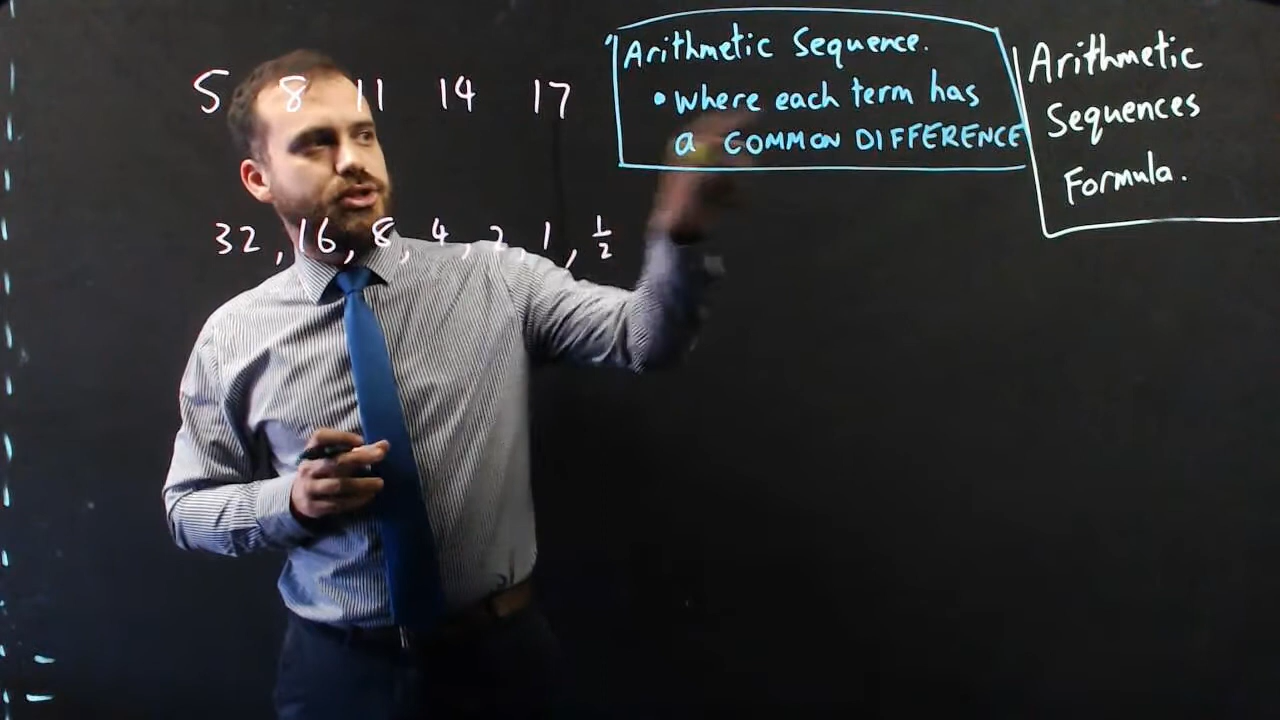 5 8 11 14 17
32, 16, 8, 4, 2, 1, 1/2
Arithmetic Sequence.
• Where each term has
a COMMON DIFFERENCE
Arithmetic
Sequences
Formula.